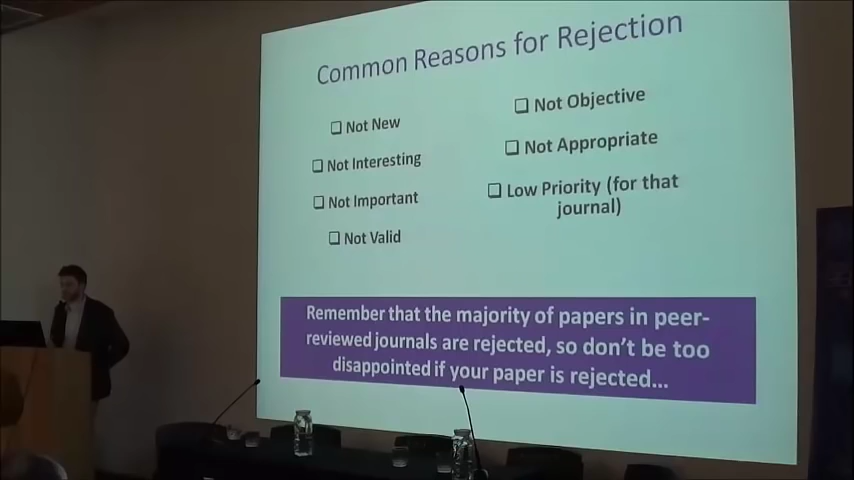 Common Reasons for Rejection
❑ Not New
❑ Not Interesting
❑ Not Important
❑ Not Valid
❑ Not Objective
❑ Not Appropriate
❑ Low Priority (for that
journal)
Remember that the majority of papers in peer-
reviewed journals are rejected, so don't be too
disappointed if your paper is rejected...